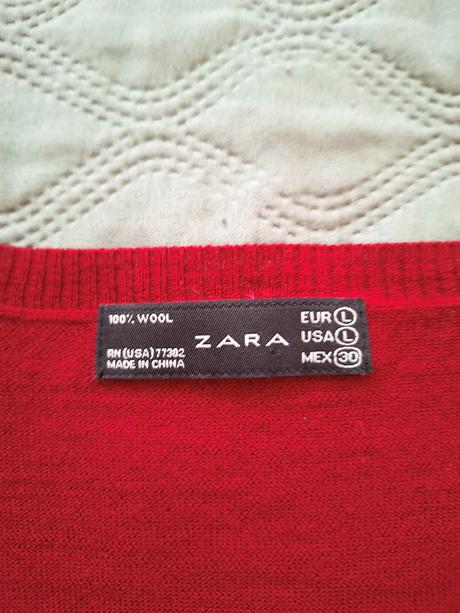 100% WOOL
RN (USA) 77302
MADE IN CHINA
ZARA
EUR L
USA L
MEX 30